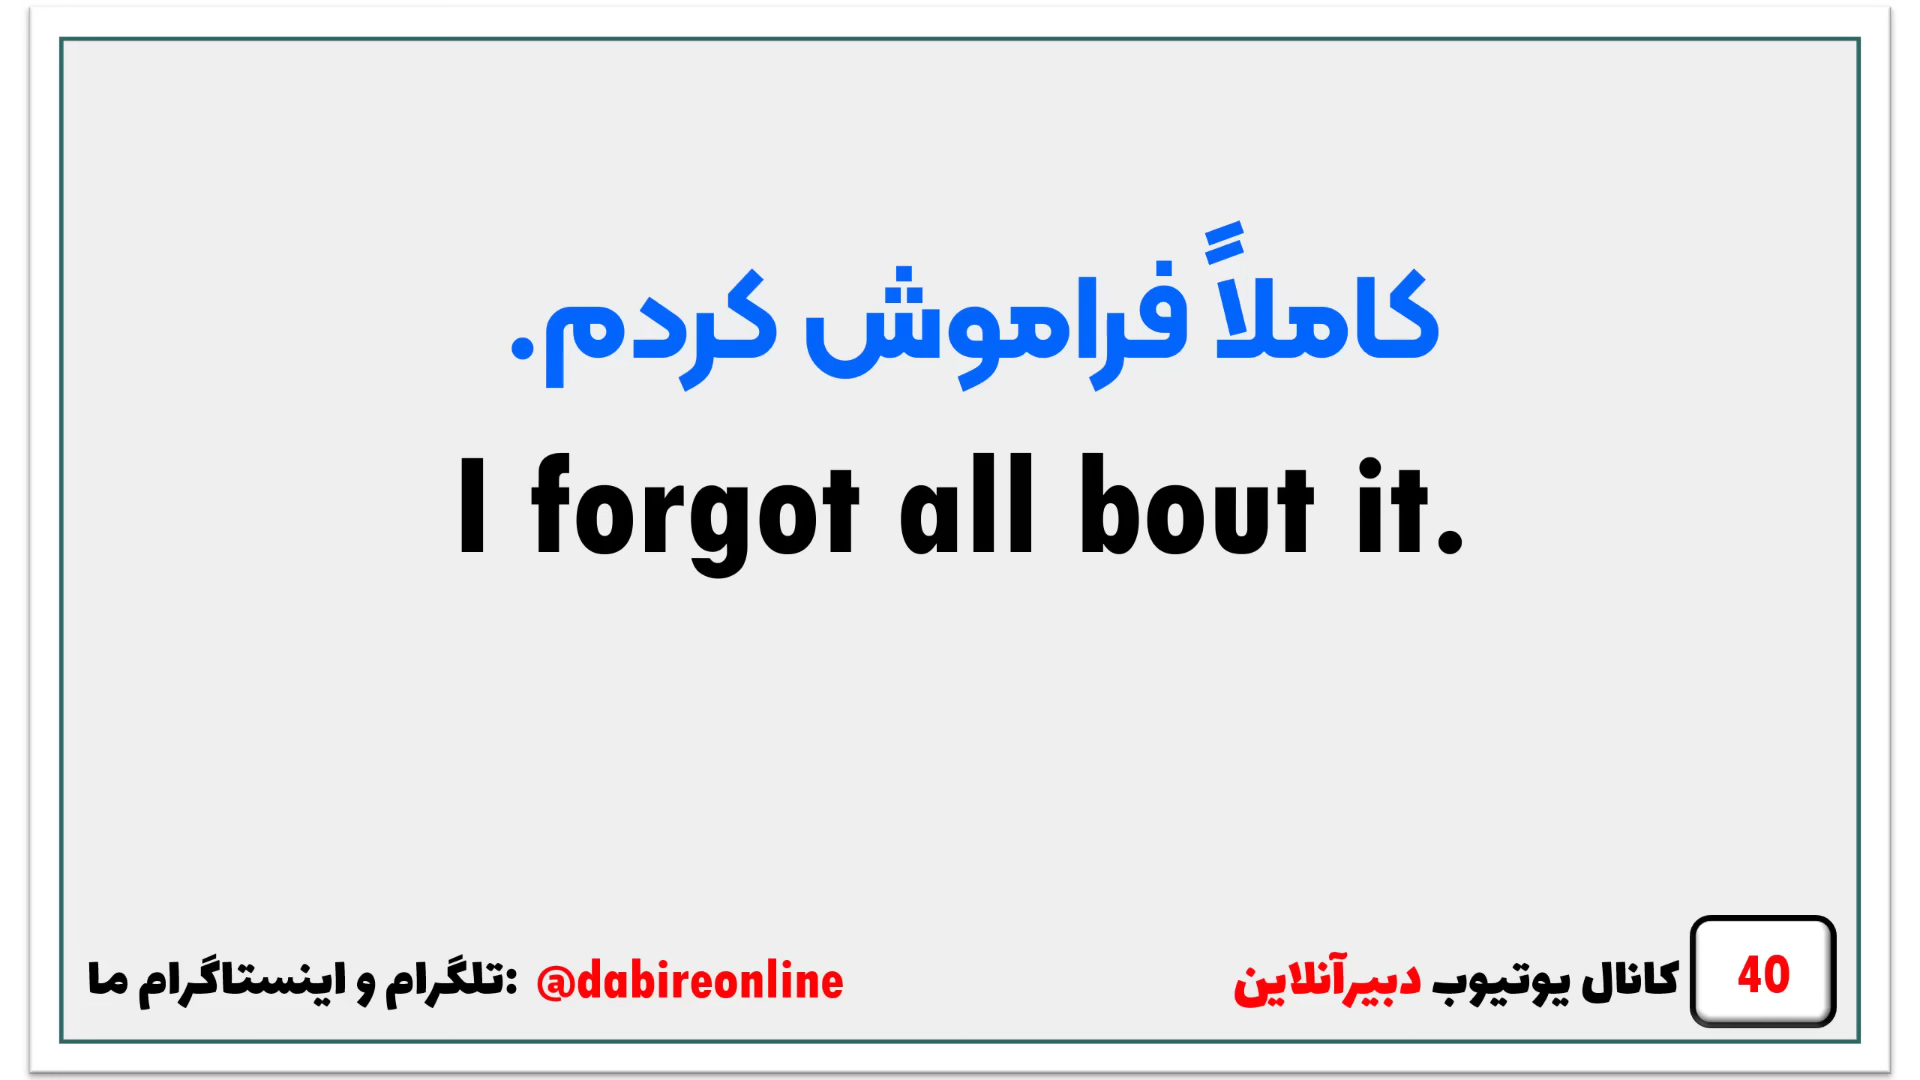 کاملاً فراموش کردم.
I forgot all bout it.
تلگرام و اینستاگرام ما: @dabireonline
کانال یوتیوب دبیرآنلاین
40